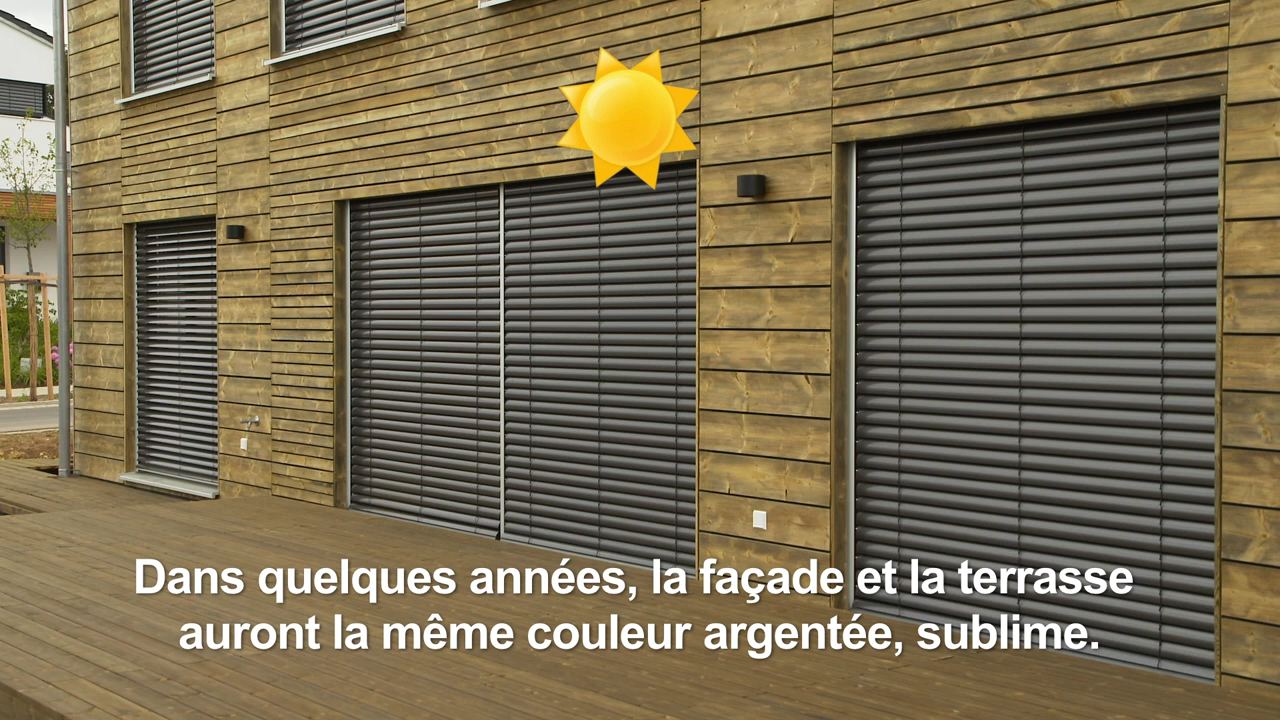 Dans quelques années, la façade et la terrasse
auront la même couleur argentée, sublime.